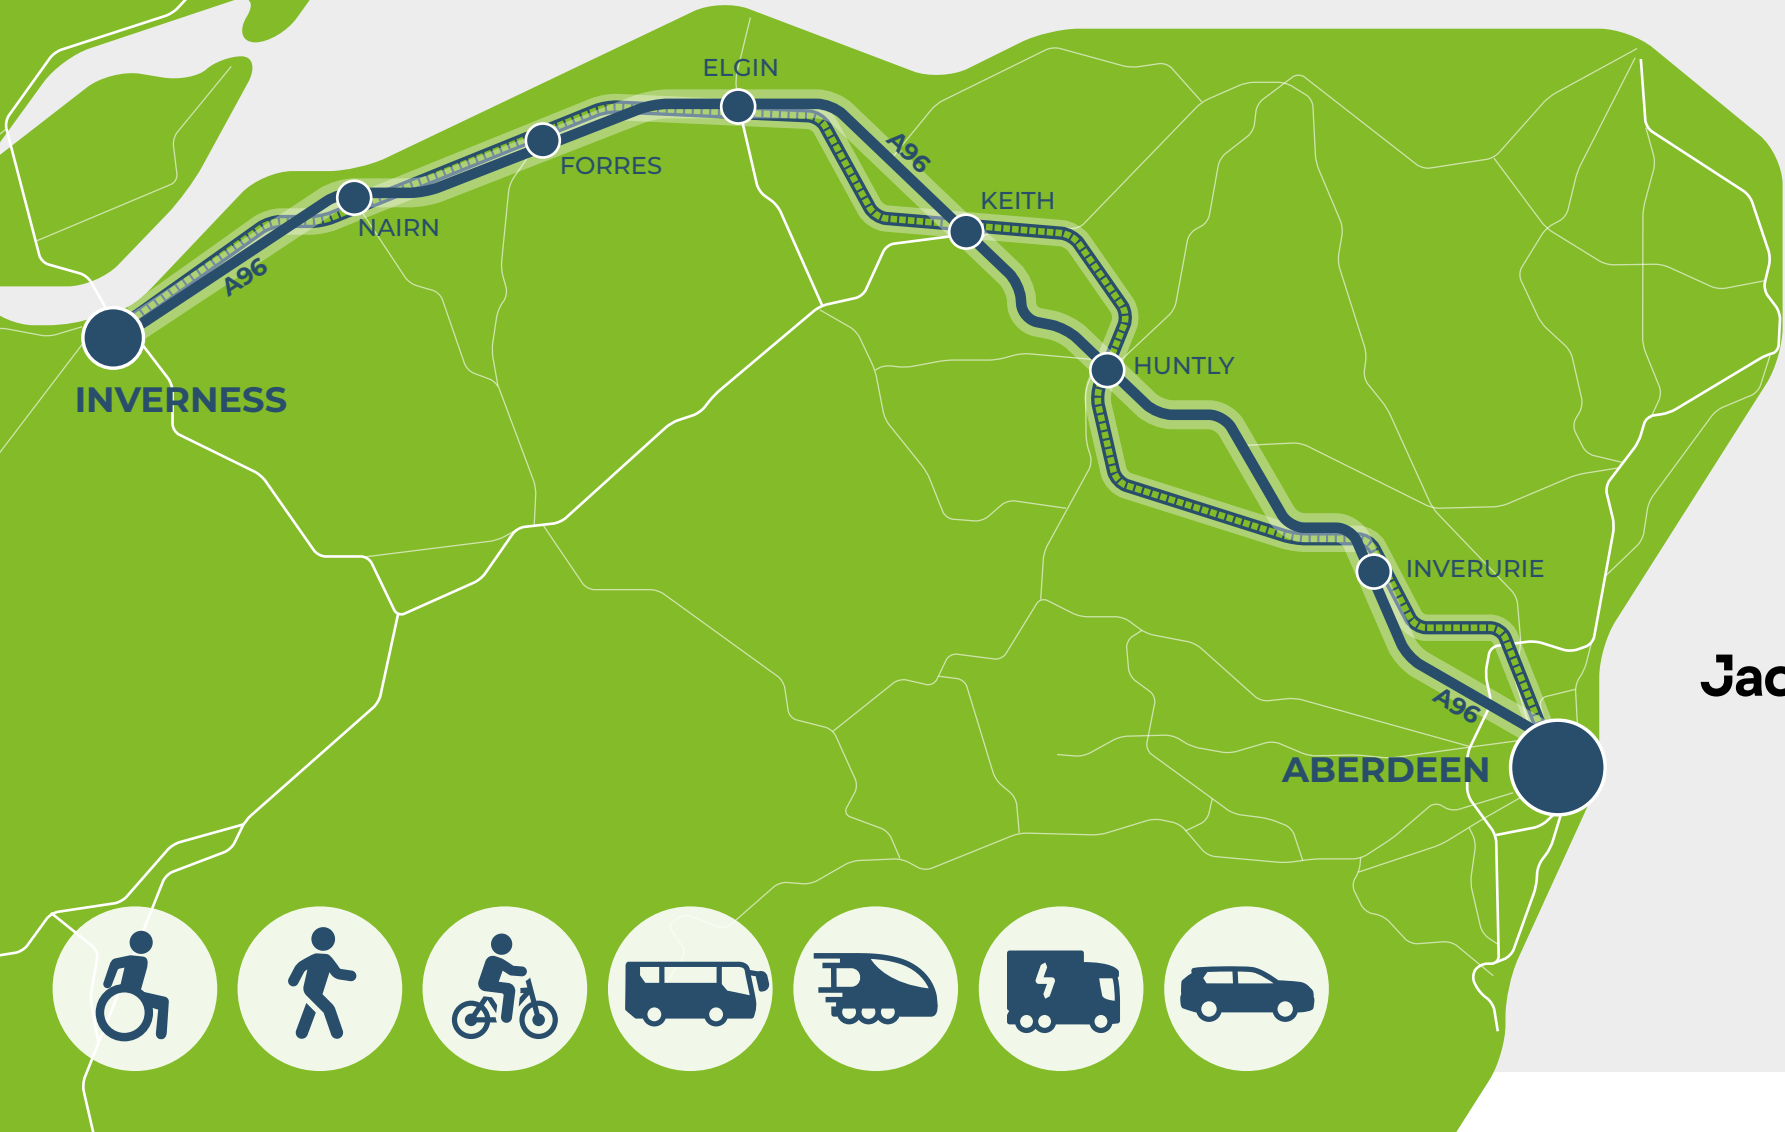 ELGIN
FORRES
A96
KEITH
NAIRN
A96
HUNTLY
INVERNESS
INVERURIE
A96
ABERDEEN